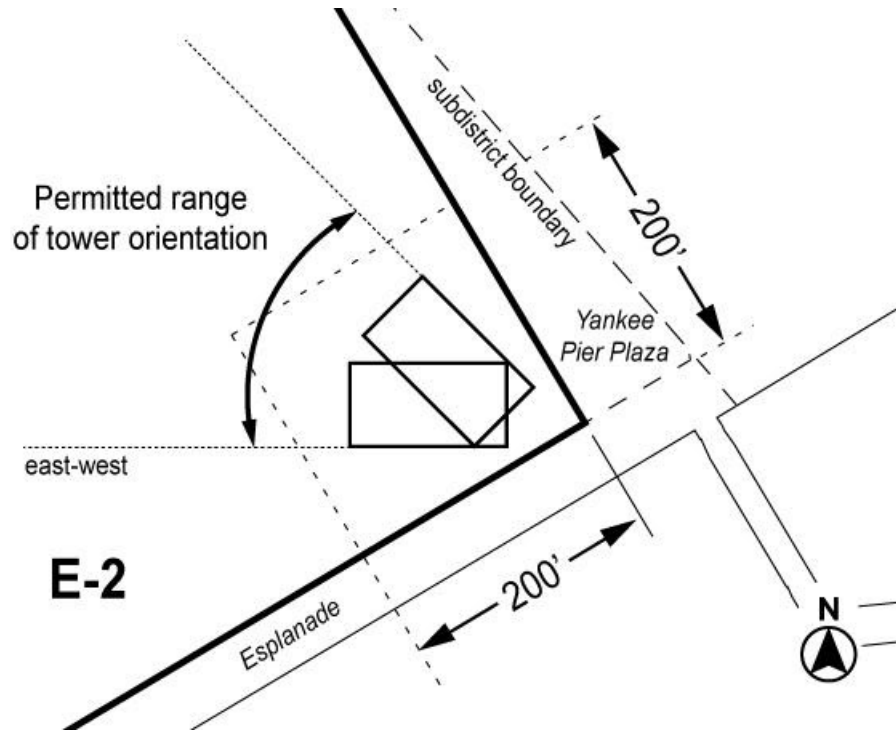 subdistrict boundary
Permitted range
of tower orientation
200’
Yankee
Pier Plaza
east-west
E-2
200’
Esplanade
N